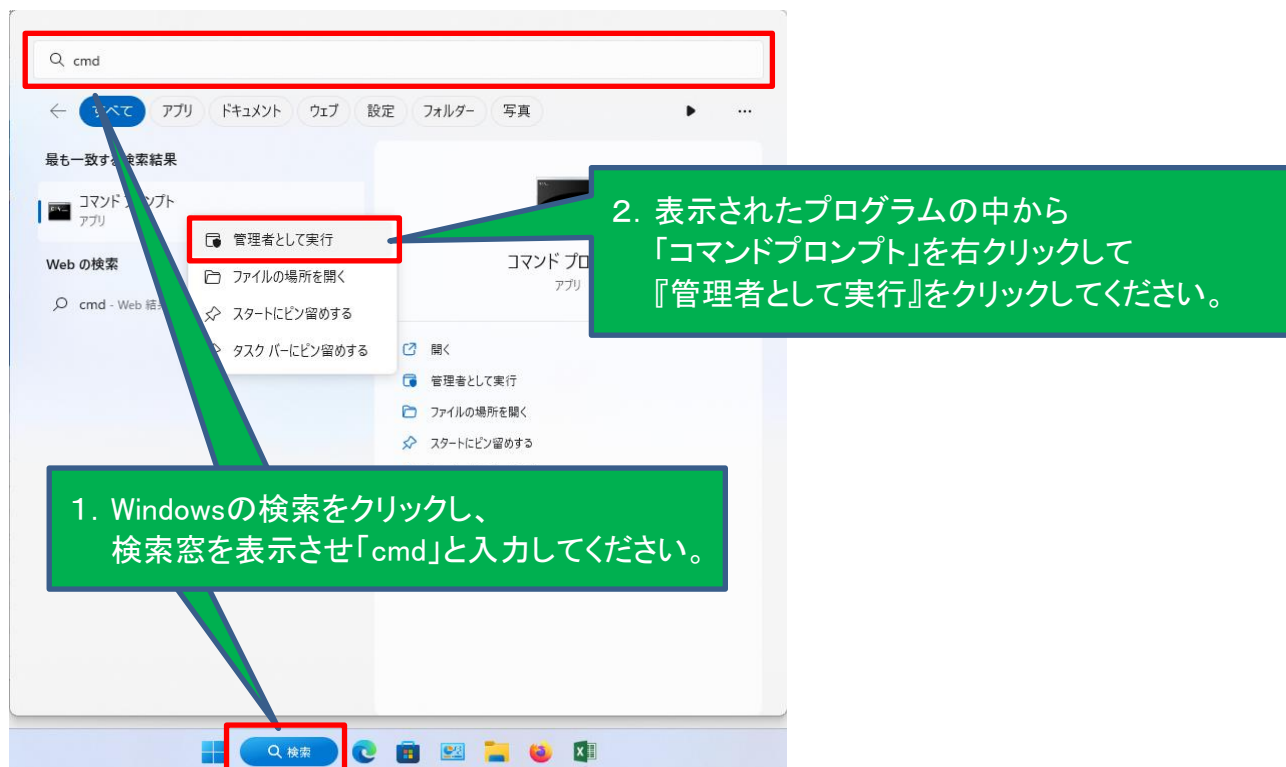 cmd
すべて アプリ ドキュメント ウェブ 設定 フォルダー 写真 ▶ …
最も一致する検索結果
コマンド プロンプト
アプリ
管理者として実行
ファイルの場所を開く
スタートにピン留めする
タスク バーにピン留めする
Web の検索
cmd - Web 結
コマンド プロ
アプリ
開く
管理者として実行
ファイルの場所を開く
スタートにピン留めする
2. 表示されたプログラムの中から
「コマンドプロンプト」を右クリックして
『管理者として実行』をクリックしてください。
1. Windowsの検索をクリックし、
検索窓を表示させ「cmd」と入力してください。
検索